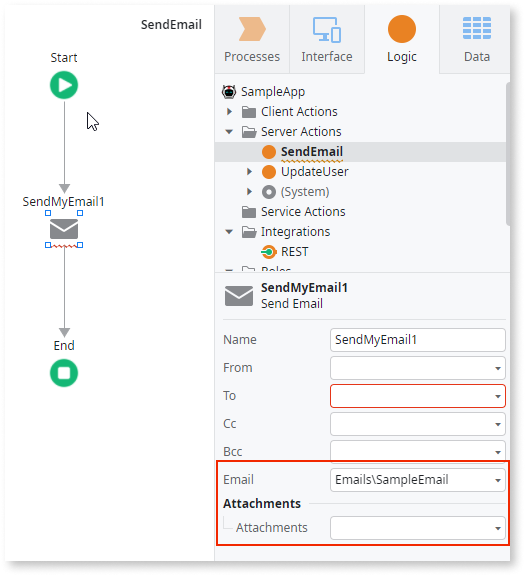 SendEmail
Start
SendMyEmail1
End
Processes
Interface
Logic
Data
SampleApp
Client Actions
Server Actions
SendEmail
UpdateUser
(System)
Service Actions
Integrations
REST
Roles
SendMyEmail1
Send Email
Name SendMyEmail1
From
To
Cc
Bcc
Email Emails\SampleEmail
Attachments
Attachments